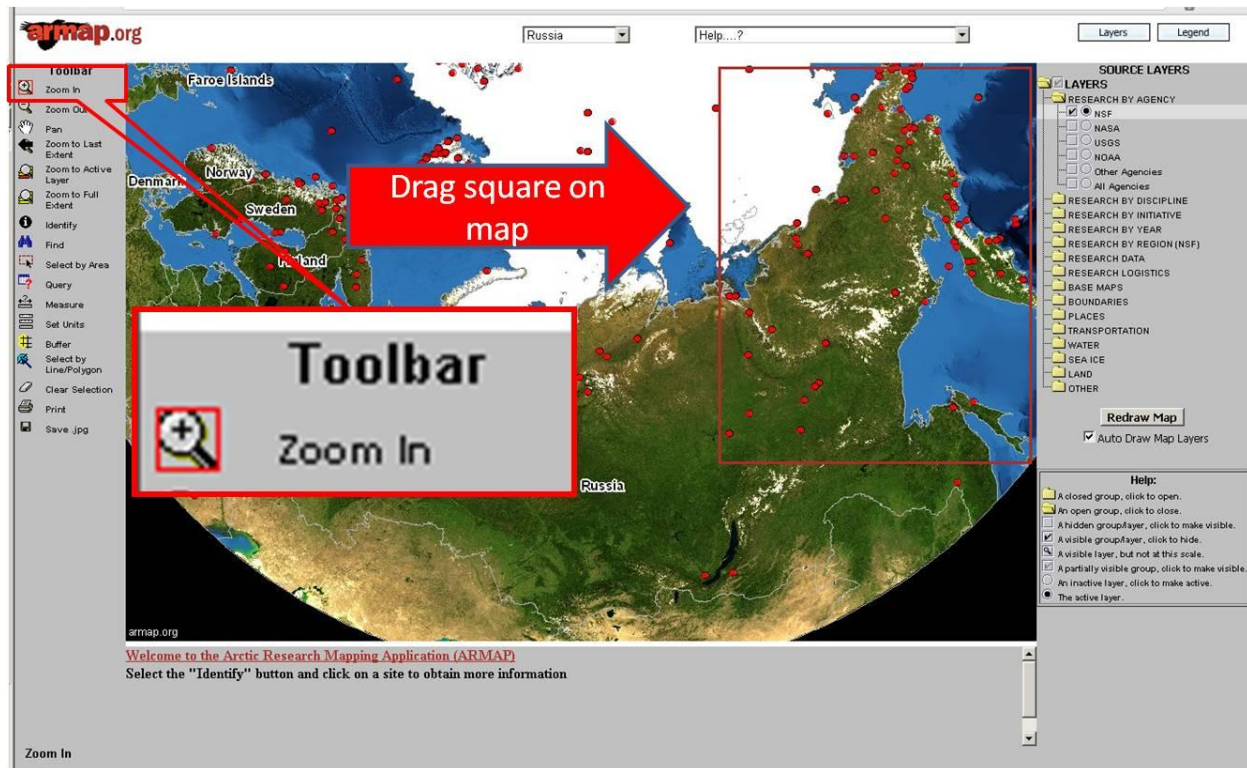 armap.org
Russia
Help....?
Layers
Legend
Toolbar
Zoom In
Zoom Out
Pan
Zoom to Last
Extent
Zoom to Active
Layer
Zoom to Full
Extent
Identify
Find
Select by Area
Query
Measure
Set Units
Buffer
Select by
Line/Polygon
Clear Selection
Print
Save .jpg
Faroe Islands
Denmark
Norway
Sweden
Finland
Drag square on
map
Toolbar
Zoom In
Russia
armap.org
SOURCE LAYERS
LAYERS
RESEARCH BY AGENCY
NSF
NASA
USGS
NOAA
Other Agencies
All Agencies
RESEARCH BY DISCIPLINE
RESEARCH BY INITIATIVE
RESEARCH BY YEAR
RESEARCH BY REGION (NSF)
RESEARCH DATA
RESEARCH LOGISTICS
BASE MAPS
BOUNDARIES
PLACES
TRANSPORTATION
WATER
SEA ICE
LAND
OTHER
Redraw Map
Auto Draw Map Layers
Help:
A closed group, click to open.
An open group, click to close.
A hidden group/layer, click to make visible.
A visible group/layer, click to hide.
A visible layer, but not at this scale.
A partially visible group, click to make visible.
An inactive layer, click to make active.
The active layer.
Welcome to the Arctic Research Mapping Application (ARMAP)
Select the "Identify" button and click on a site to obtain more information
Zoom In